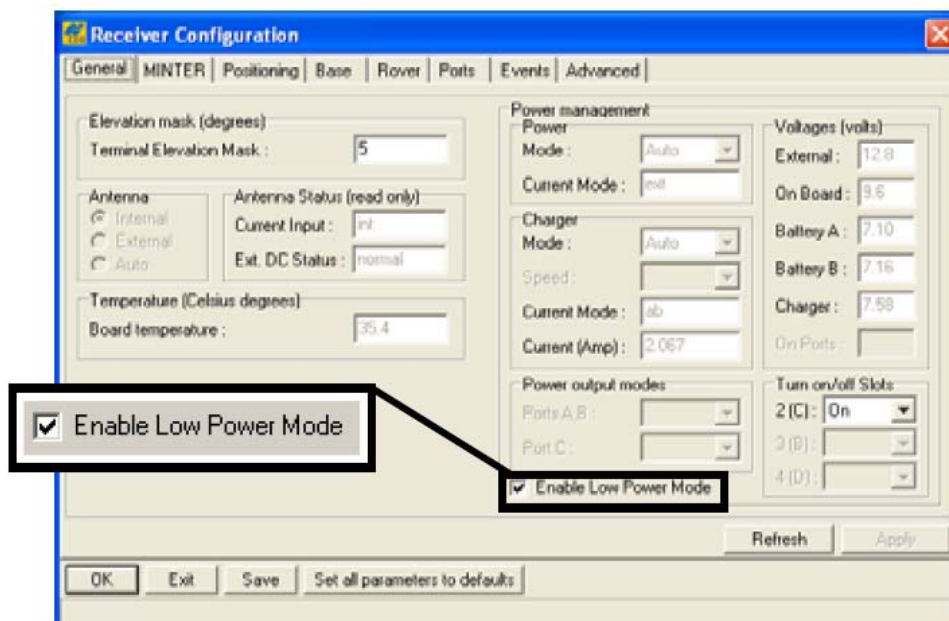 Receiver Configuration
General MINTER Positioning Base Rover Ports Events Advanced
Elevation mask (degrees)
Terminal Elevation Mask : 5
Antenna
Internal
External
Auto
Antenna Status (read only)
Current Input : int
Ext. DC Status : normal
Temperature (Celsius degrees)
Board temperature : 35.4
Power management
Power
Mode : Auto
Current Mode : ext
Charger
Mode : Auto
Speed :
Current Mode : ab
Current (Amp) : 2.067
Power output modes
Ports A,B :
Port C :
Enable Low Power Mode
Voltages (volts)
External : 12.8
On Board : 9.6
Battery A : 7.10
Battery B : 7.16
Charger : 7.58
On Ports :
Turn on/off Slots
2 (C) : On
3 (B) :
4 (D) :
Enable Low Power Mode
Refresh Apply
OK Exit Save Set all parameters to defaults